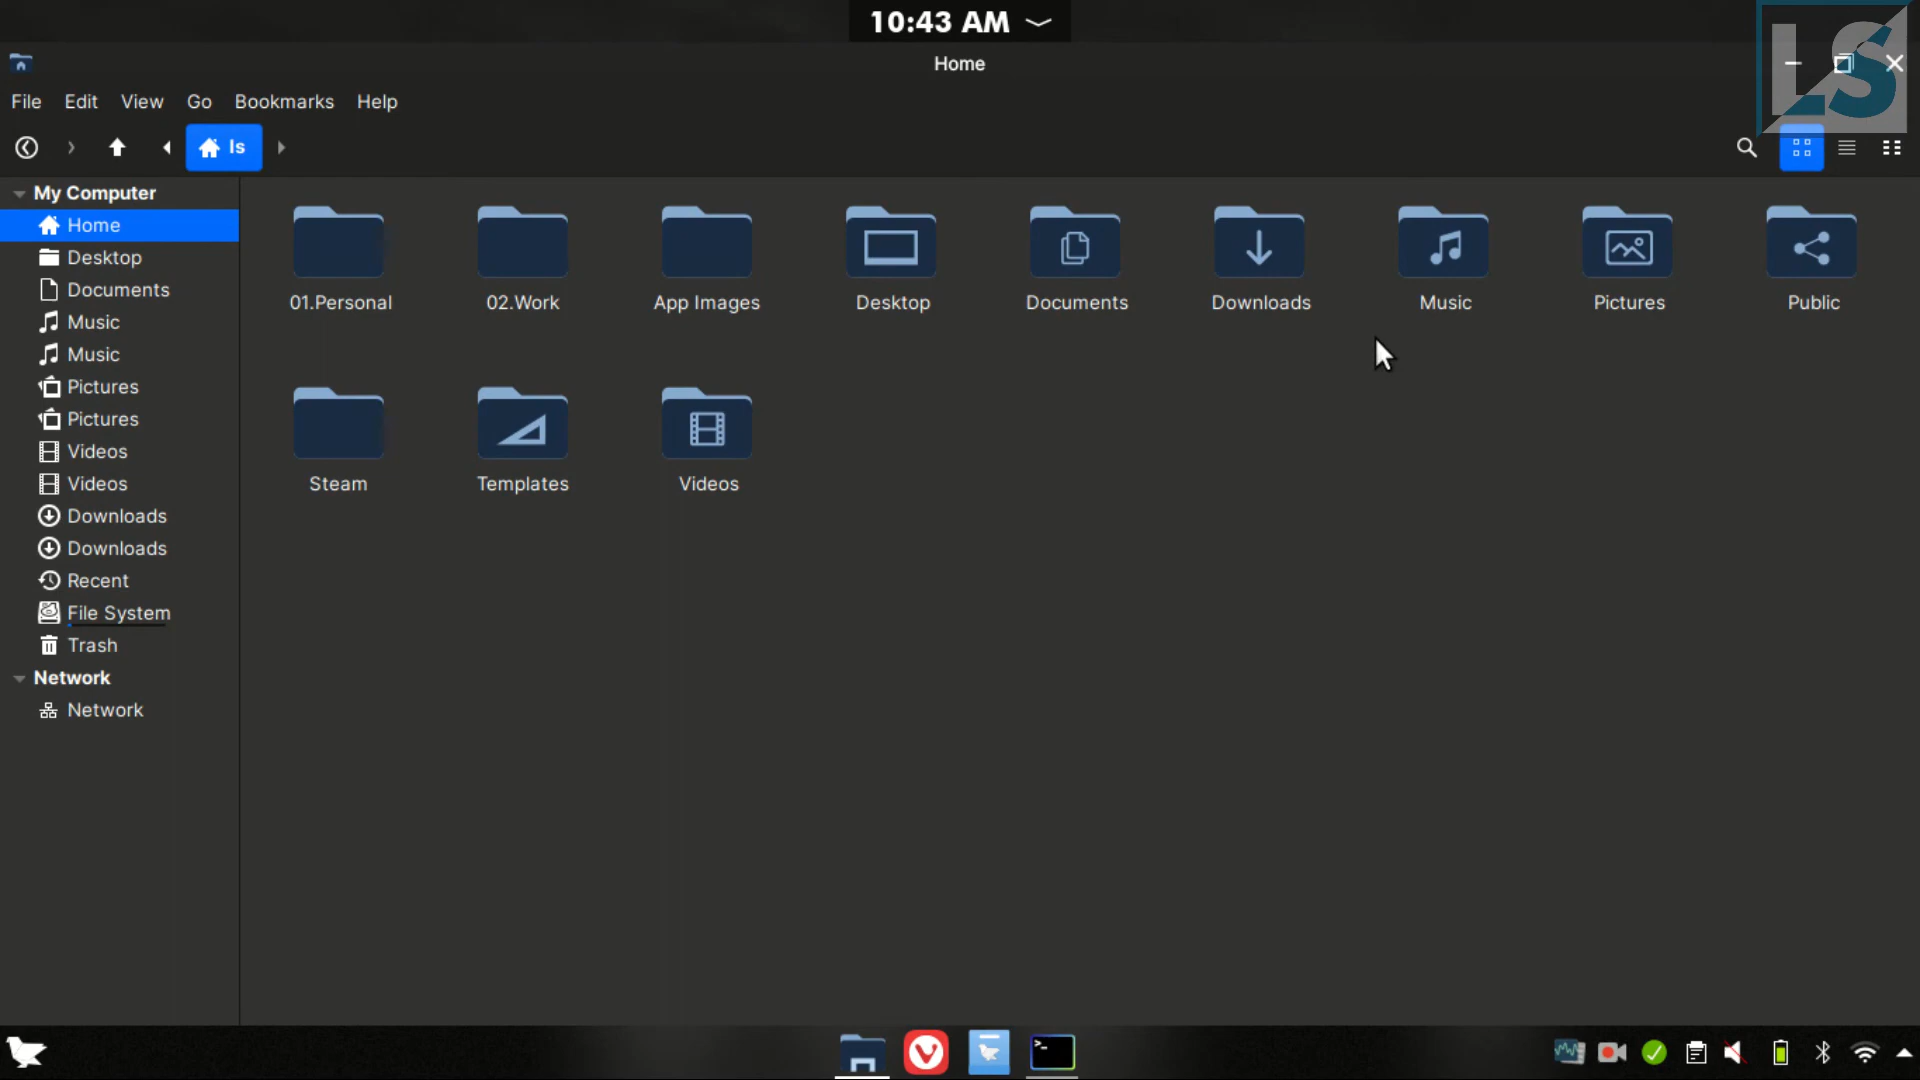 10:43 AM
LS
Home
File Edit View Go Bookmarks Help
ls
My Computer
Home
Desktop
Documents
Music
Music
Pictures
Pictures
Videos
Videos
Downloads
Downloads
Recent
File System
Trash
Network
Network
01.Personal 02.Work App Images Desktop Documents Downloads Music Pictures Public
Steam Templates Videos
>_